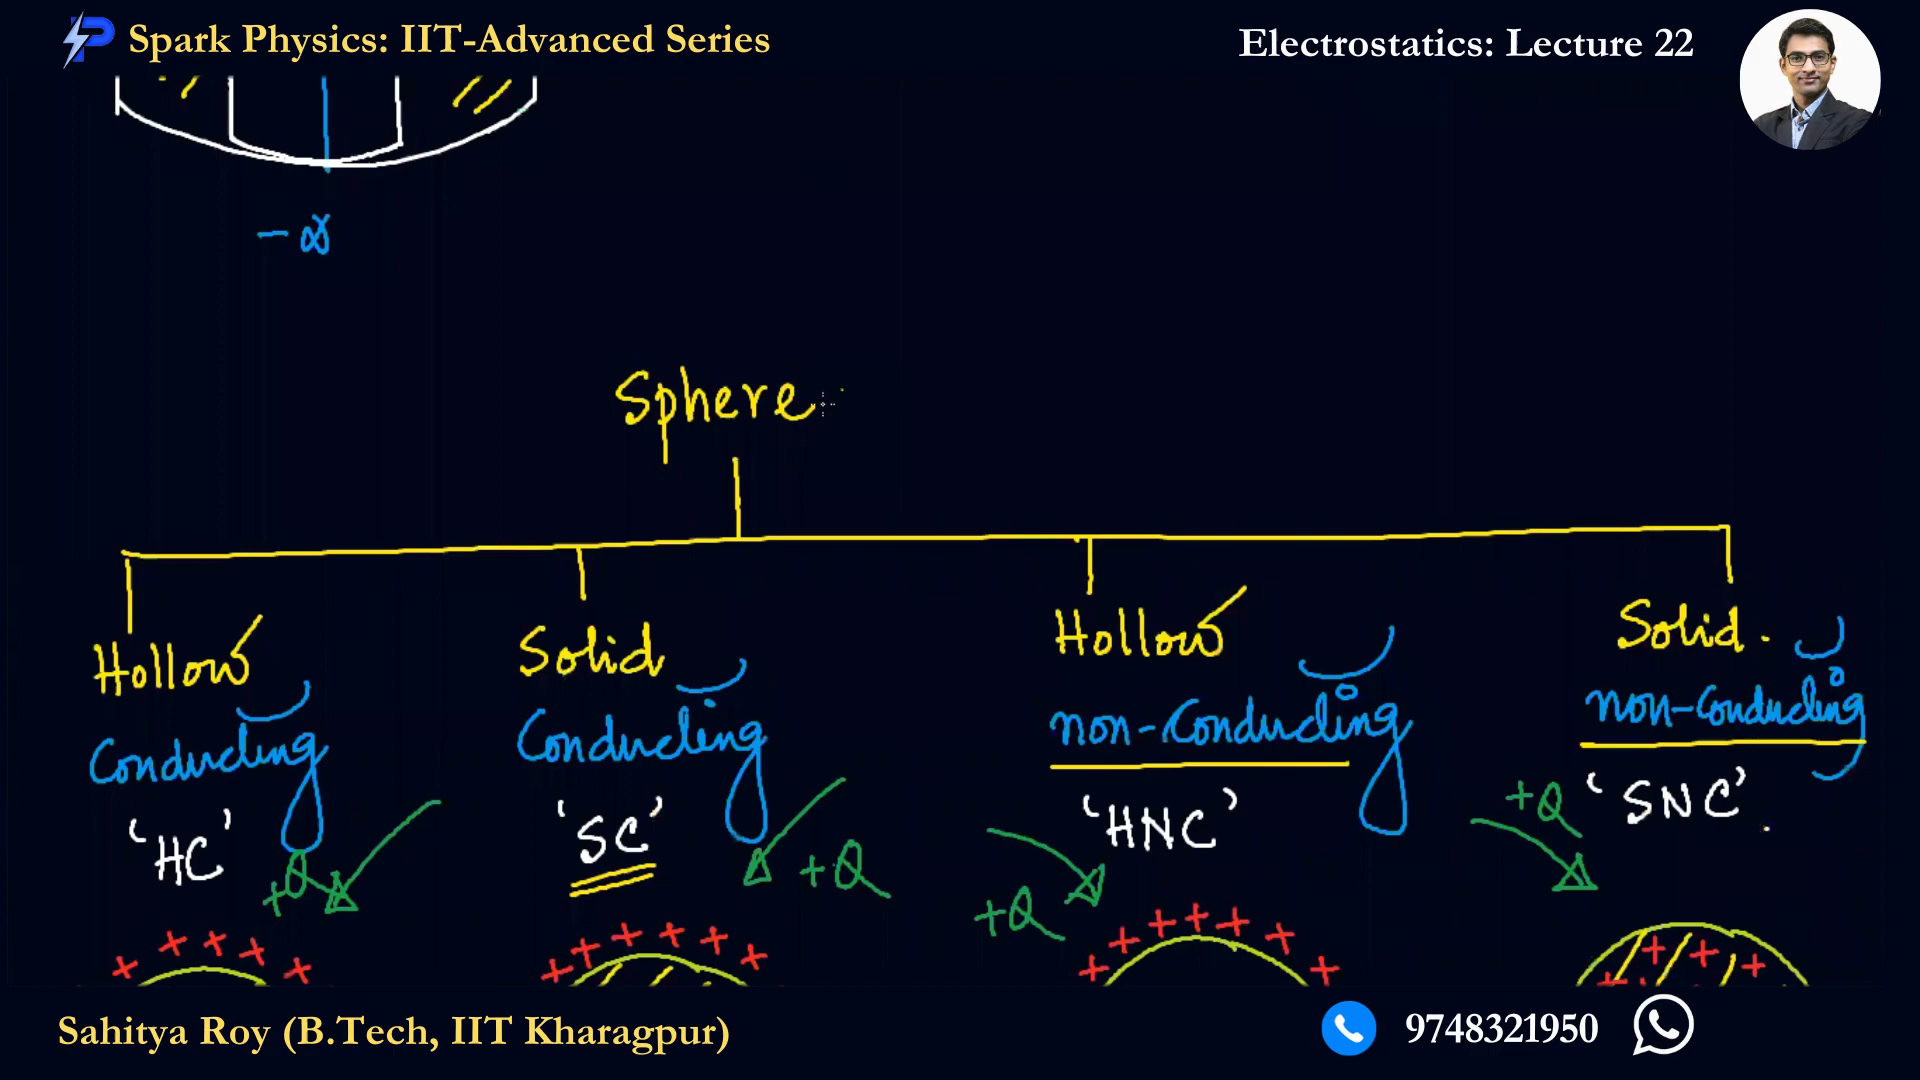 Spark Physics: IIT-Advanced Series
Electrostatics: Lecture 22
- ∞
Sphere
Hollow
Conducting
'HC'
+Q
Solid
Conducting
'SC'
+Q
Hollow
non-Conducting
'HNC'
+Q
Solid.
non-Conducting
'SNC'
+Q
+ + + + +
+ + + + + +
+ + + + + + +
+ + +
Sahitya Roy (B.Tech, IIT Kharagpur)
9748321950